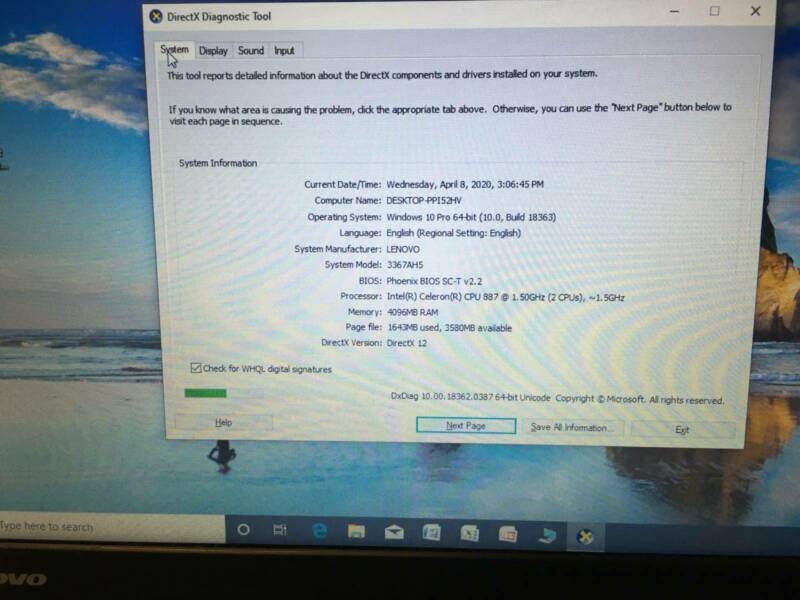 DirectX Diagnostic Tool
System Display Sound Input
This tool reports detailed information about the DirectX components and drivers installed on your system.
If you know what area is causing the problem, click the appropriate tab above. Otherwise, you can use the "Next Page" button below to
visit each page in sequence.
System Information
Current Date/Time: Wednesday, April 8, 2020, 3:06:45 PM
Computer Name: DESKTOP-PP152HV
Operating System: Windows 10 Pro 64-bit (10.0, Build 18363)
Language: English (Regional Setting: English)
System Manufacturer: LENOVO
System Model: 3367AH5
BIOS: Phoenix BIOS SC-T v2.2
Processor: Intel(R) Celeron(R) CPU 887 @ 1.50GHz (2 CPUs), ~1.5GHz
Memory: 4096MB RAM
Page file: 1643MB used, 3580MB available
DirectX Version: DirectX 12
Check for WHQL digital signatures
DxDiag 10.00.18362.0387 64-bit Unicode Copyright © Microsoft. All rights reserved.
Help Next Page Save All Information... Exit
Type here to search
ovo